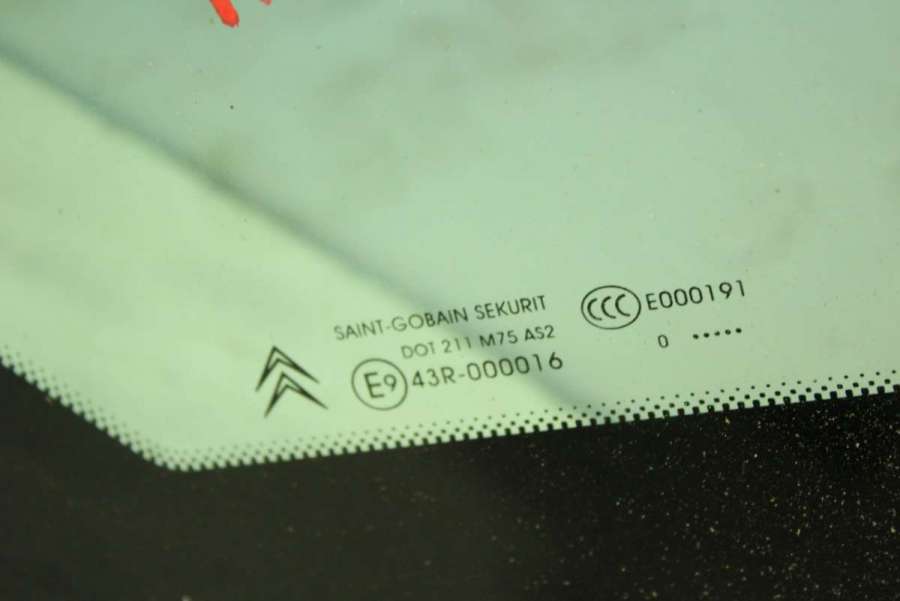 SAINT-GOBAIN SEKURIT
DOT 211 M75 AS2
E9 43R-000016
CCC E000191
0 •••••